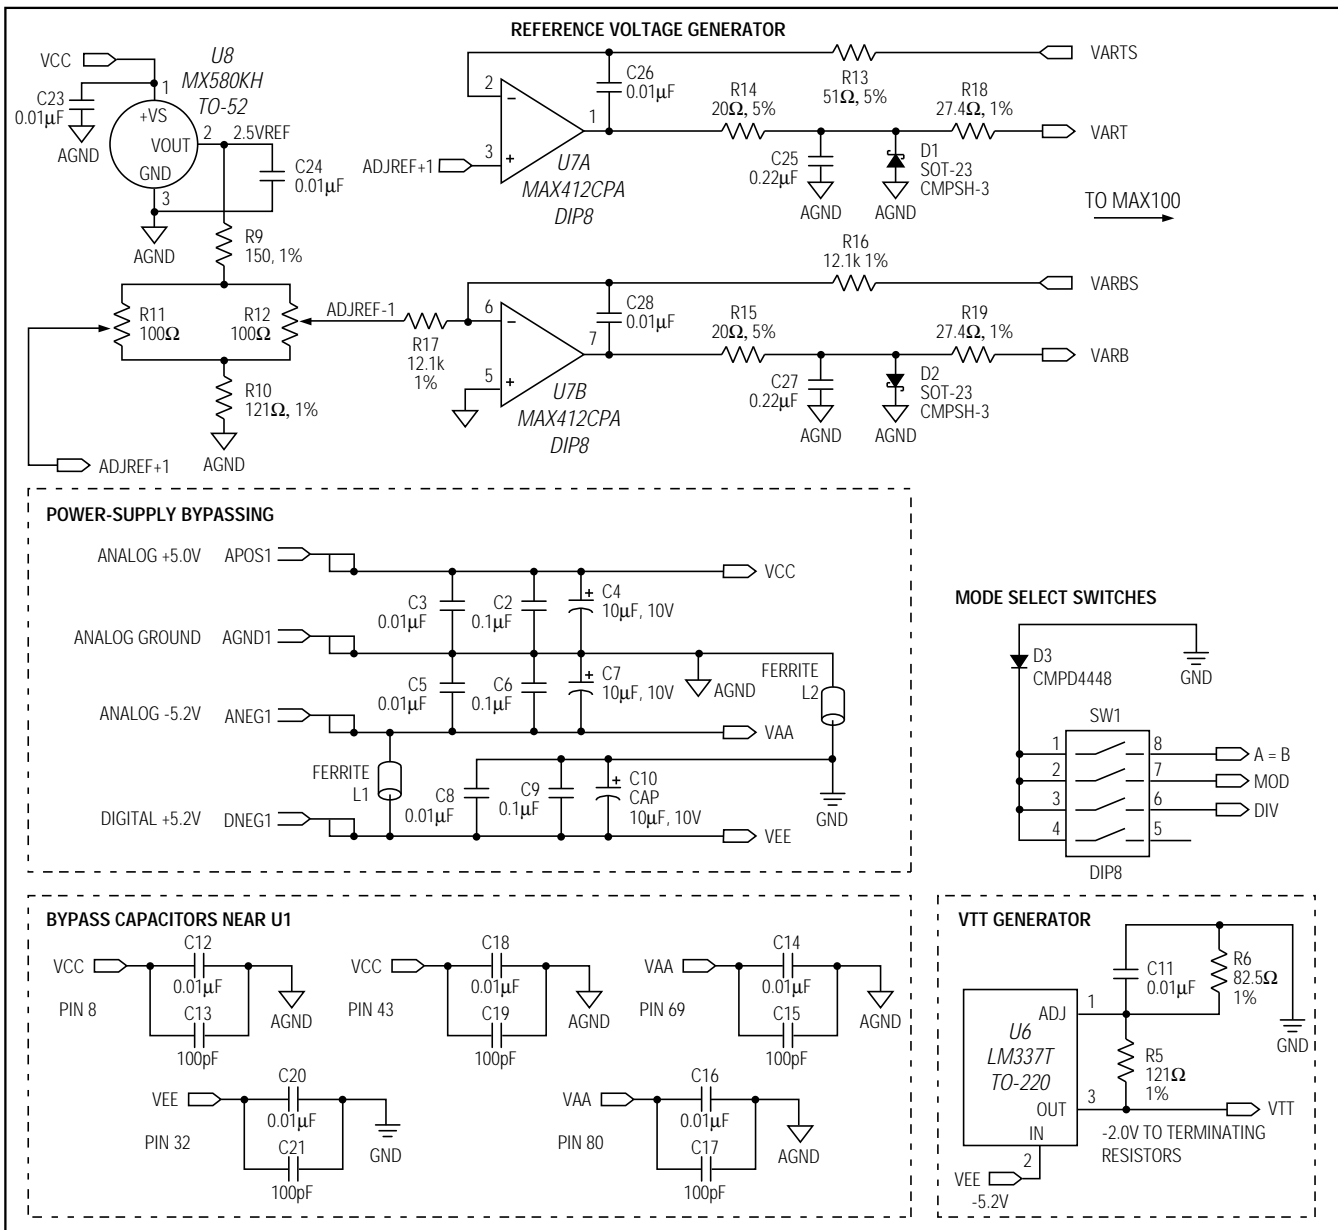 REFERENCE VOLTAGE GENERATOR
VCC
U8
MX580KH
TO-52
C23
0.01µF
AGND
1
+VS
VOUT
GND
2
2.5VREF
3
AGND
C24
0.01µF
R9
150, 1%
R11
100Ω
R12
100Ω
ADJREF-1
R10
121Ω, 1%
AGND
ADJREF+1
2
−
3
+
1
ADJREF+1
U7A
MAX412CPA
DIP8
C26
0.01µF
R13
51Ω, 5%
VARTS
R14
20Ω, 5%
R18
27.4Ω, 1%
VART
C25
0.22µF
AGND
D1
SOT-23
CMPSH-3
AGND
TO MAX100
R17
12.1k
1%
6
−
5
+
7
U7B
MAX412CPA
DIP8
C28
0.01µF
R16
12.1k 1%
VARBS
R15
20Ω, 5%
R19
27.4Ω, 1%
VARB
C27
0.22µF
AGND
D2
SOT-23
CMPSH-3
AGND
POWER-SUPPLY BYPASSING
ANALOG +5.0V APOS1
VCC
C3
0.01µF
C2
0.1µF
+
C4
10µF, 10V
ANALOG GROUND AGND1
AGND
FERRITE
L2
C5
0.01µF
C6
0.1µF
+
C7
10µF, 10V
ANALOG -5.2V ANEG1
VAA
FERRITE
L1
C8
0.01µF
C9
0.1µF
+
C10
CAP
10µF, 10V
GND
DIGITAL +5.2V DNEG1
VEE
MODE SELECT SWITCHES
D3
CMPD4448
GND
SW1
1 8 A = B
2 7 MOD
3 6 DIV
4 5
DIP8
BYPASS CAPACITORS NEAR U1
VCC
PIN 8
C12
0.01µF
C13
100pF
AGND
VCC
PIN 43
C18
0.01µF
C19
100pF
AGND
VAA
PIN 69
C14
0.01µF
C15
100pF
AGND
VEE
PIN 32
C20
0.01µF
C21
100pF
GND
VAA
PIN 80
C16
0.01µF
C17
100pF
AGND
VTT GENERATOR
C11
0.01µF
R6
82.5Ω
1%
GND
ADJ
1
U6
LM337T
TO-220
R5
121Ω
1%
OUT
3
VTT
IN
2
-2.0V TO TERMINATING
RESISTORS
VEE
-5.2V